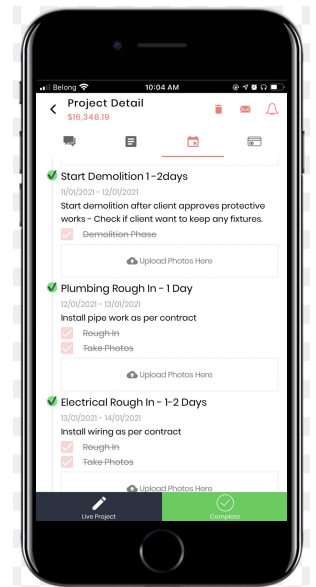 Belong
10:04 AM
Project Detail
$16,348.19
Start Demolition 1 -2days
11/01/2021 - 12/01/2021
Start demolition after client approves protective
works - Check if client want to keep any fixtures.
Demolition Phase
Upload Photos Here
Plumbing Rough In - 1 Day
12/01/2021 - 13/01/2021
Install pipe work as per contract
Rough In
Take Photos
Upload Photos Here
Electrical Rough In - 1-2 Days
13/01/2021 - 14/01/2021
Install wiring as per contract
Rough In
Take Photos
Upload Photos Here
Live Project
Complete